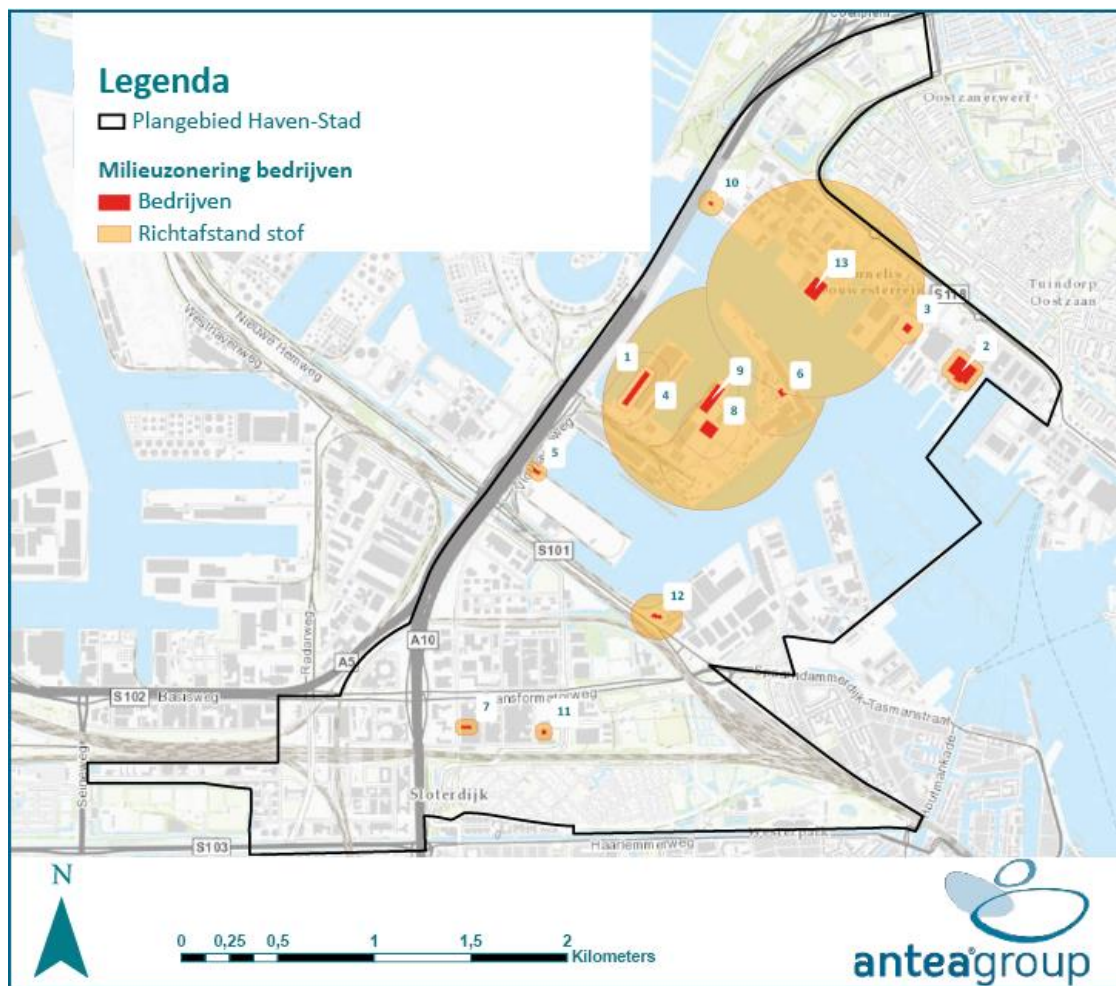 Legenda
Plangebied Haven-Stad
Milieuzonering bedrijven
Bedrijven
Richtafstand stof
Oostzanerwerf
10
13
S118
Tuindorp
Oostzaan
3
2
1
9
4
6
8
5
Westhavenweg
Nieuwe Hemweg
S101
12
Radarweg
A10
A5
S102
Basisweg
7
11
Spaarndammerdijk
Tasmanstraat
Seineweg
Houtmankade
Sloterdijk
Westerpark
S103
Haarlemmerweg
N
0 0,25 0,5 1 1,5 2
Kilometers
anteagroup